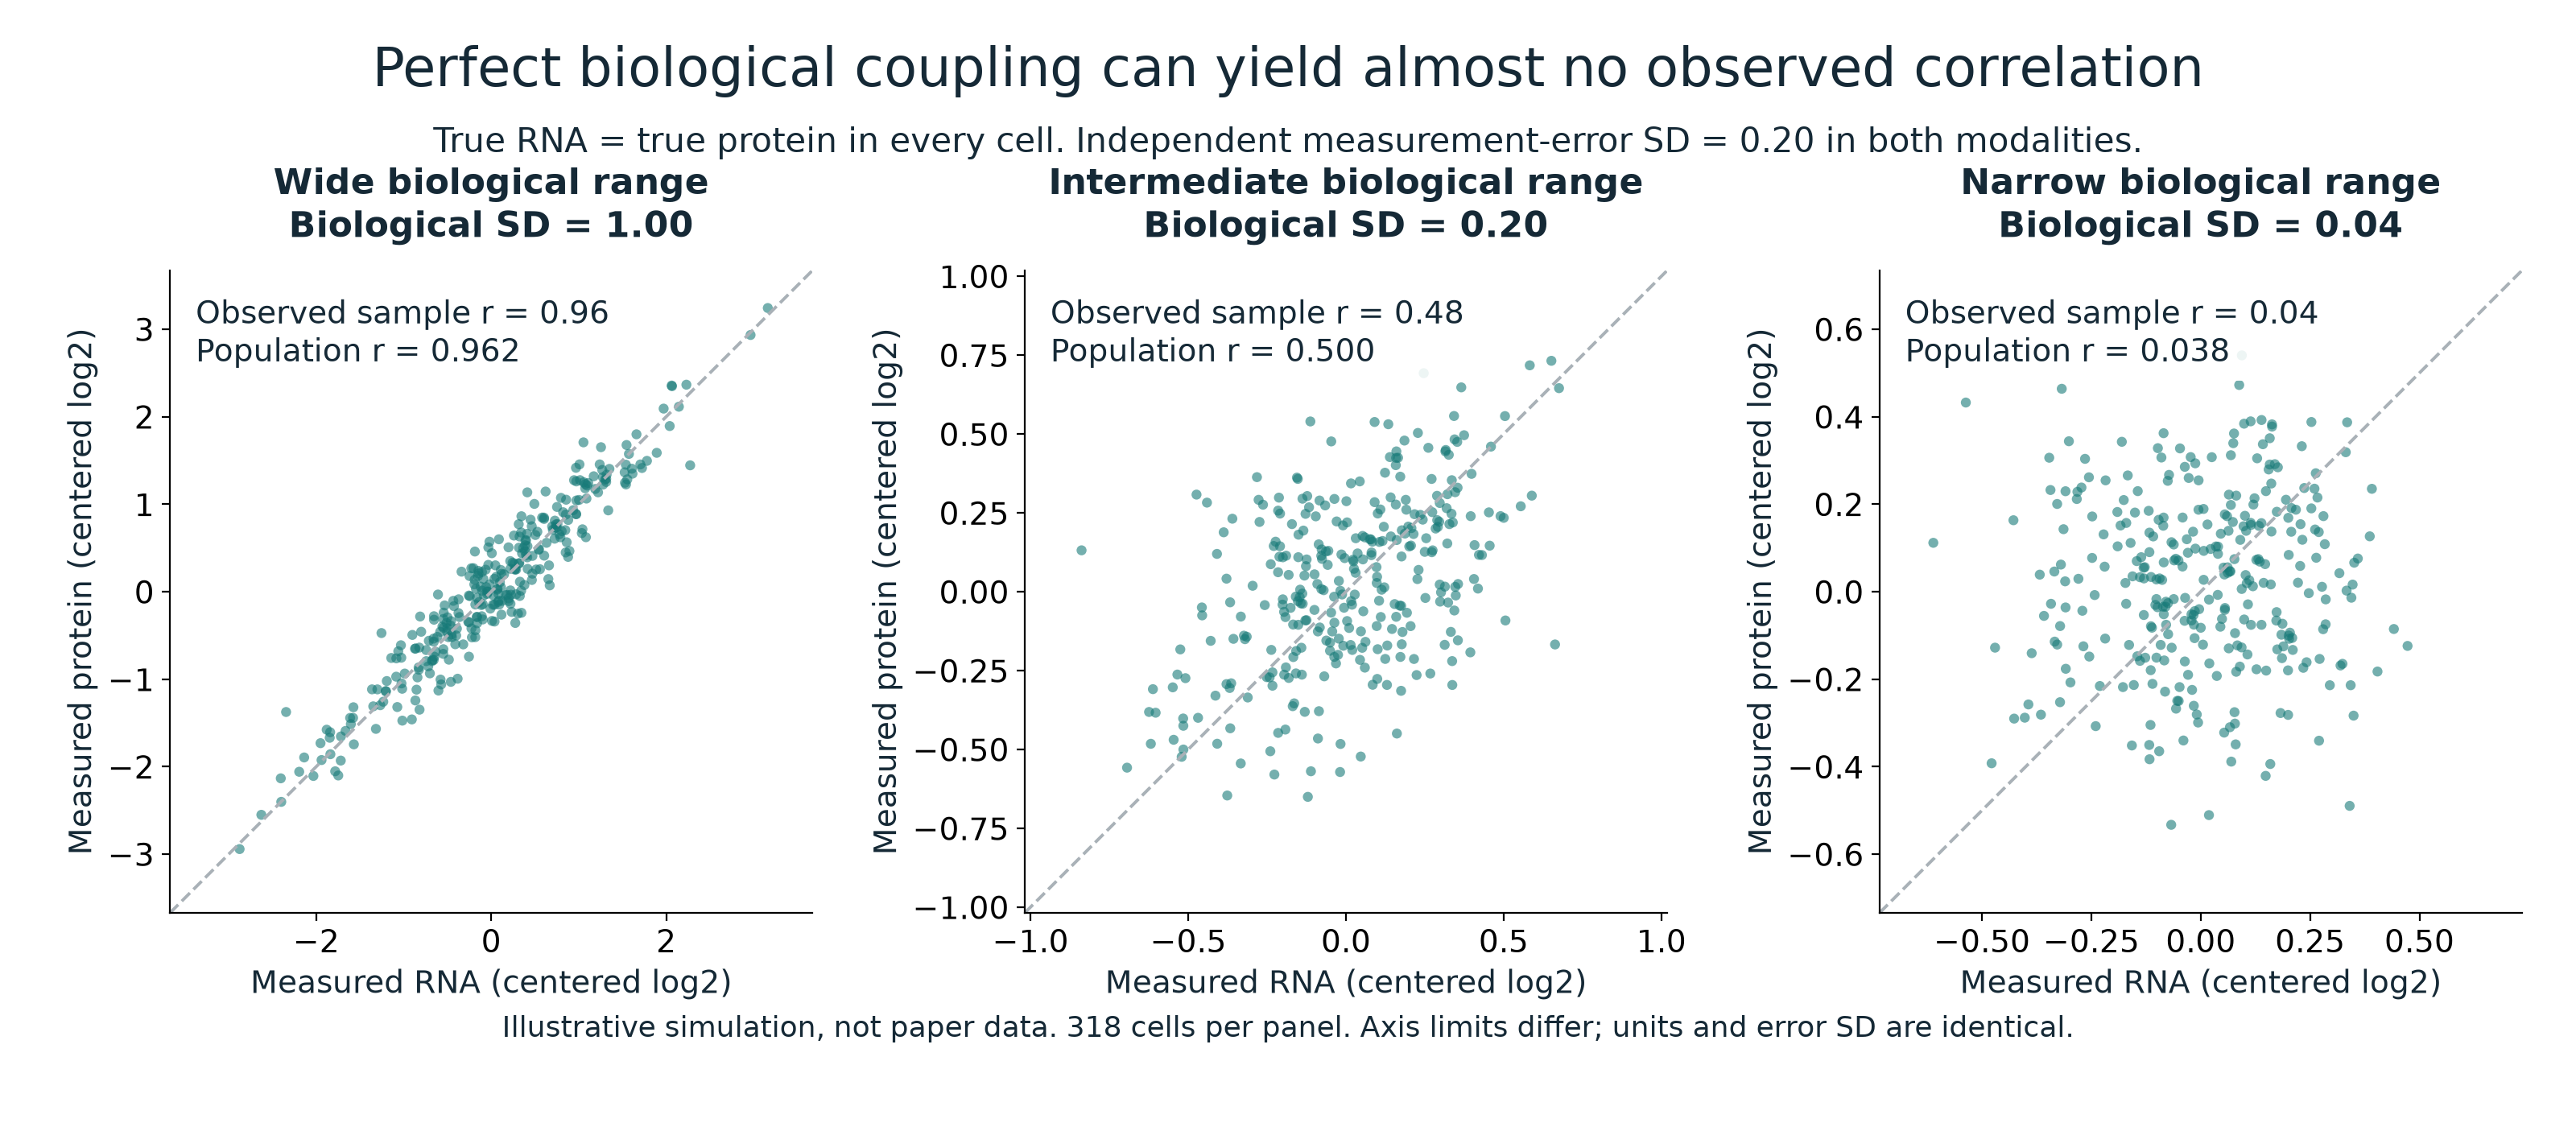 Perfect biological coupling can yield almost no observed correlation
True RNA = true protein in every cell. Independent measurement-error SD = 0.20 in both modalities.
Wide biological range
Biological SD = 1.00
Observed sample r = 0.96
Population r = 0.962
Measured protein (centered log2)
3
2
1
0
−1
−2
−3
−2 0 2
Measured RNA (centered log2)
Intermediate biological range
Biological SD = 0.20
Observed sample r = 0.48
Population r = 0.500
Measured protein (centered log2)
1.00
0.75
0.50
0.25
0.00
−0.25
−0.50
−0.75
−1.00
−1.0 −0.5 0.0 0.5 1.0
Measured RNA (centered log2)
Narrow biological range
Biological SD = 0.04
Observed sample r = 0.04
Population r = 0.038
Measured protein (centered log2)
0.6
0.4
0.2
0.0
−0.2
−0.4
−0.6
−0.50 −0.25 0.00 0.25 0.50
Measured RNA (centered log2)
Illustrative simulation, not paper data. 318 cells per panel. Axis limits differ; units and error SD are identical.